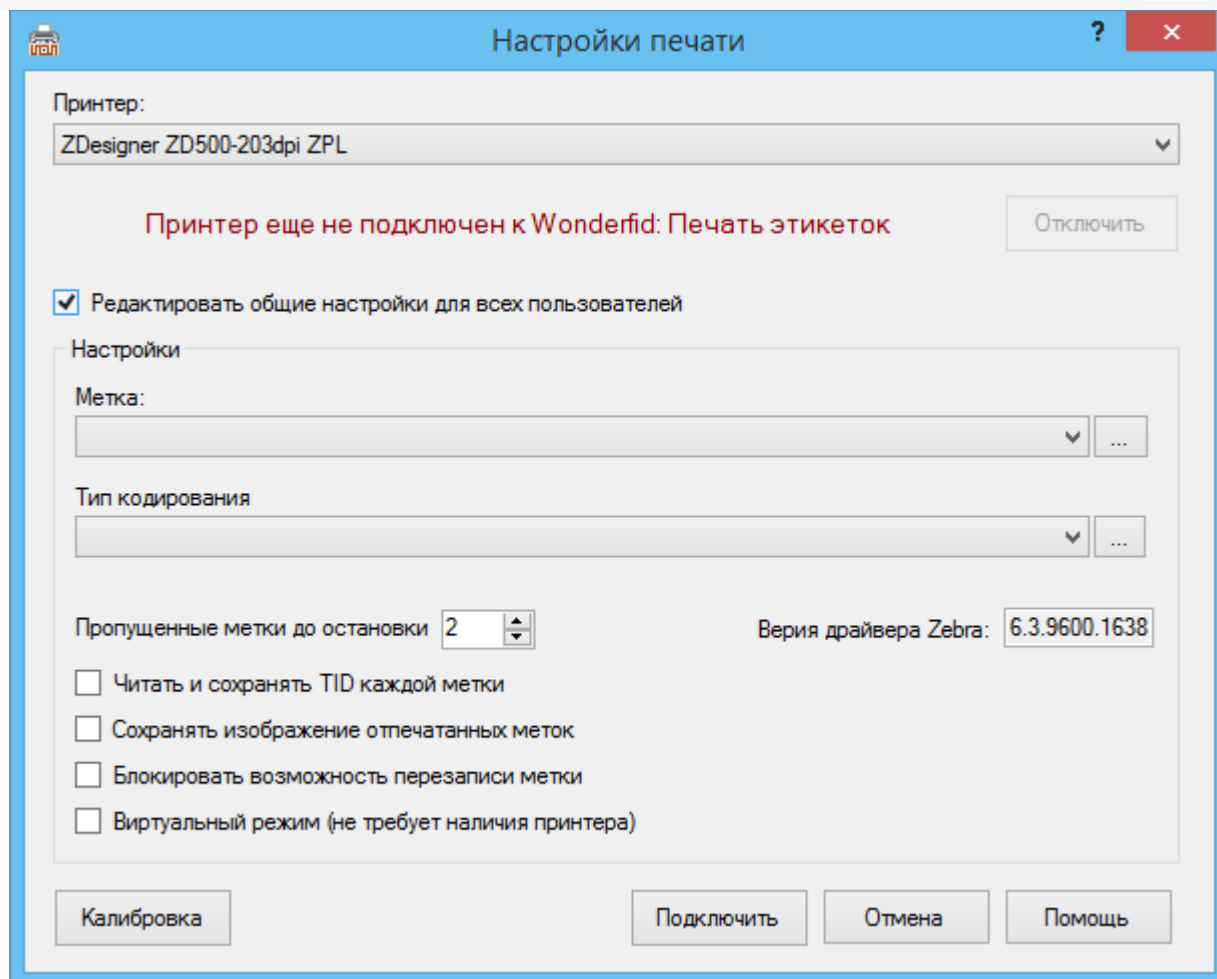 Настройки печати
?
Принтер:
ZDesigner ZD500-203dpi ZPL
Принтер еще не подключен к Wonderfid: Печать этикеток
Отключить
Редактировать общие настройки для всех пользователей
Настройки
Метка:
...
Тип кодирования
...
Пропущенные метки до остановки 2 Верия драйвера Zebra: 6.3.9600.1638
Читать и сохранять TID каждой метки
Сохранять изображение отпечатанных меток
Блокировать возможность перезаписи метки
Виртуальный режим (не требует наличия принтера)
Калибровка Подключить Отмена Помощь